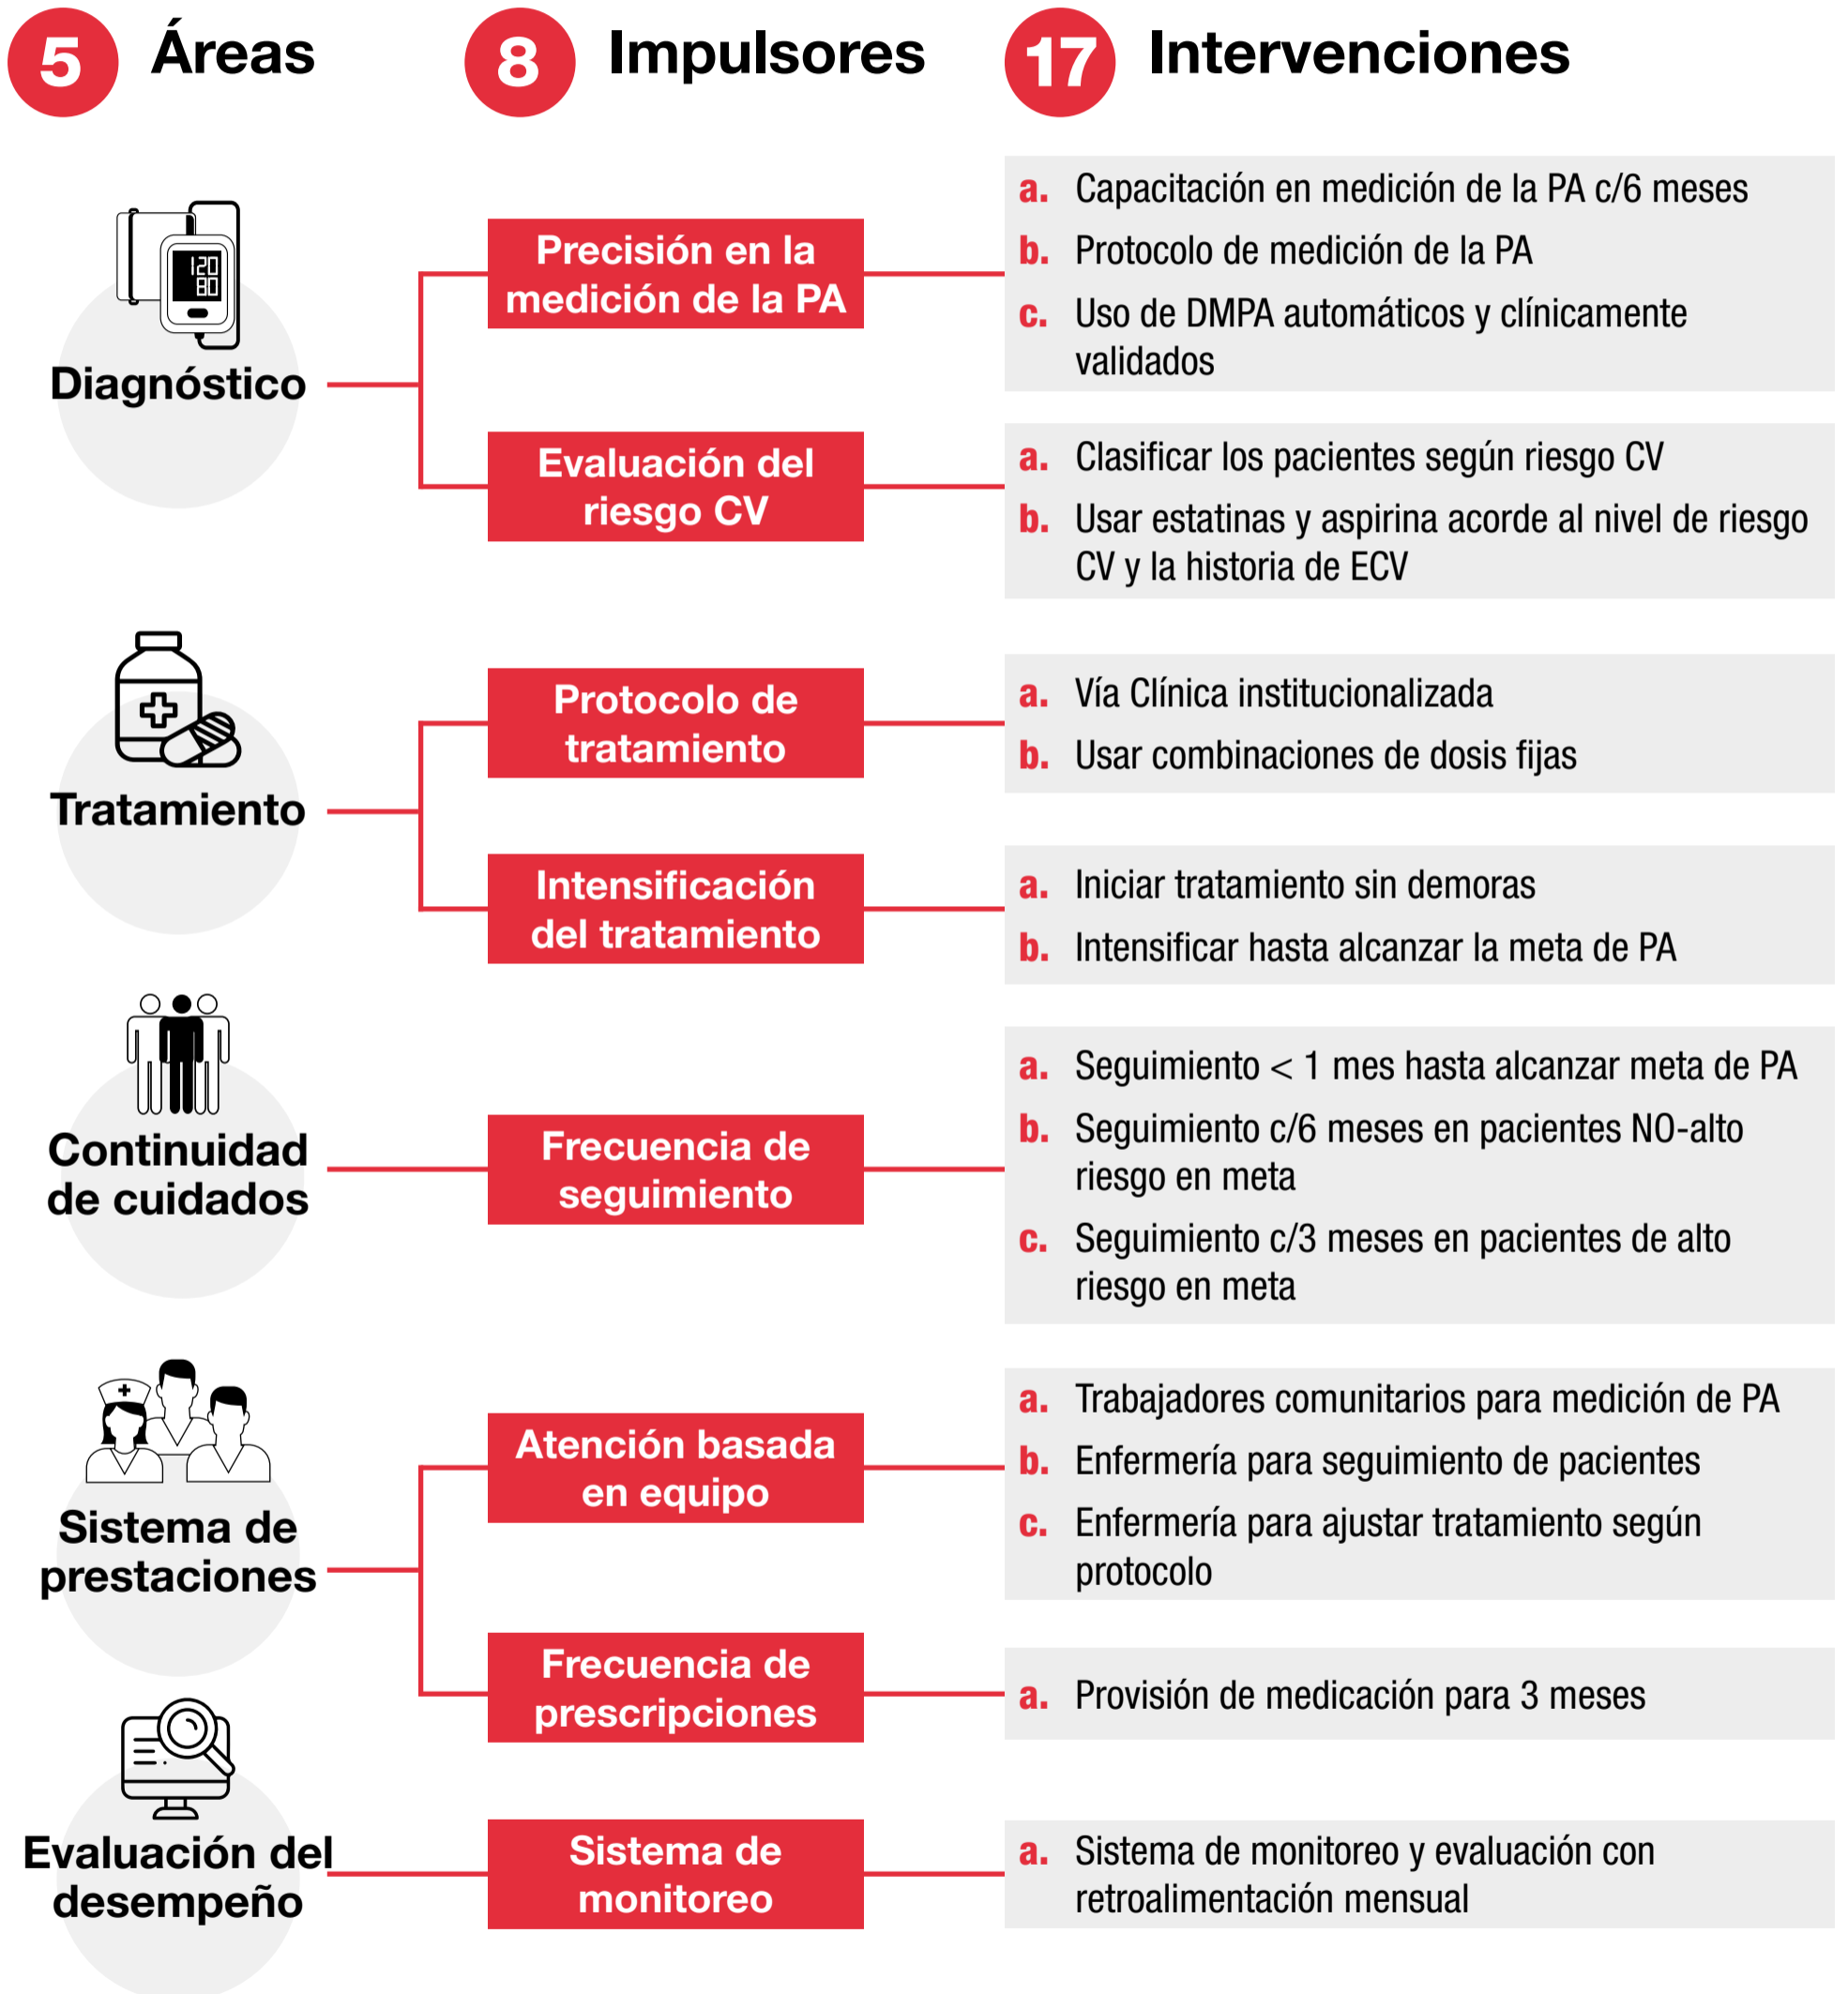 5 Áreas 8 Impulsores 17 Intervenciones
120
80
Diagnóstico
Precisión en la
medición de la PA
a. Capacitación en medición de la PA c/6 meses
b. Protocolo de medición de la PA
c. Uso de DMPA automáticos y clínicamente
validados
Evaluación del
riesgo CV
a. Clasificar los pacientes según riesgo CV
b. Usar estatinas y aspirina acorde al nivel de riesgo
CV y la historia de ECV
Tratamiento
Protocolo de
tratamiento
a. Vía Clínica institucionalizada
b. Usar combinaciones de dosis fijas
Intensificación
del tratamiento
a. Iniciar tratamiento sin demoras
b. Intensificar hasta alcanzar la meta de PA
Continuidad
de cuidados
Frecuencia de
seguimiento
a. Seguimiento < 1 mes hasta alcanzar meta de PA
b. Seguimiento c/6 meses en pacientes NO-alto
riesgo en meta
c. Seguimiento c/3 meses en pacientes de alto
riesgo en meta
Sistema de
prestaciones
Atención basada
en equipo
a. Trabajadores comunitarios para medición de PA
b. Enfermería para seguimiento de pacientes
c. Enfermería para ajustar tratamiento según
protocolo
Frecuencia de
prescripciones
a. Provisión de medicación para 3 meses
Evaluación del
desempeño
Sistema de
monitoreo
a. Sistema de monitoreo y evaluación con
retroalimentación mensual